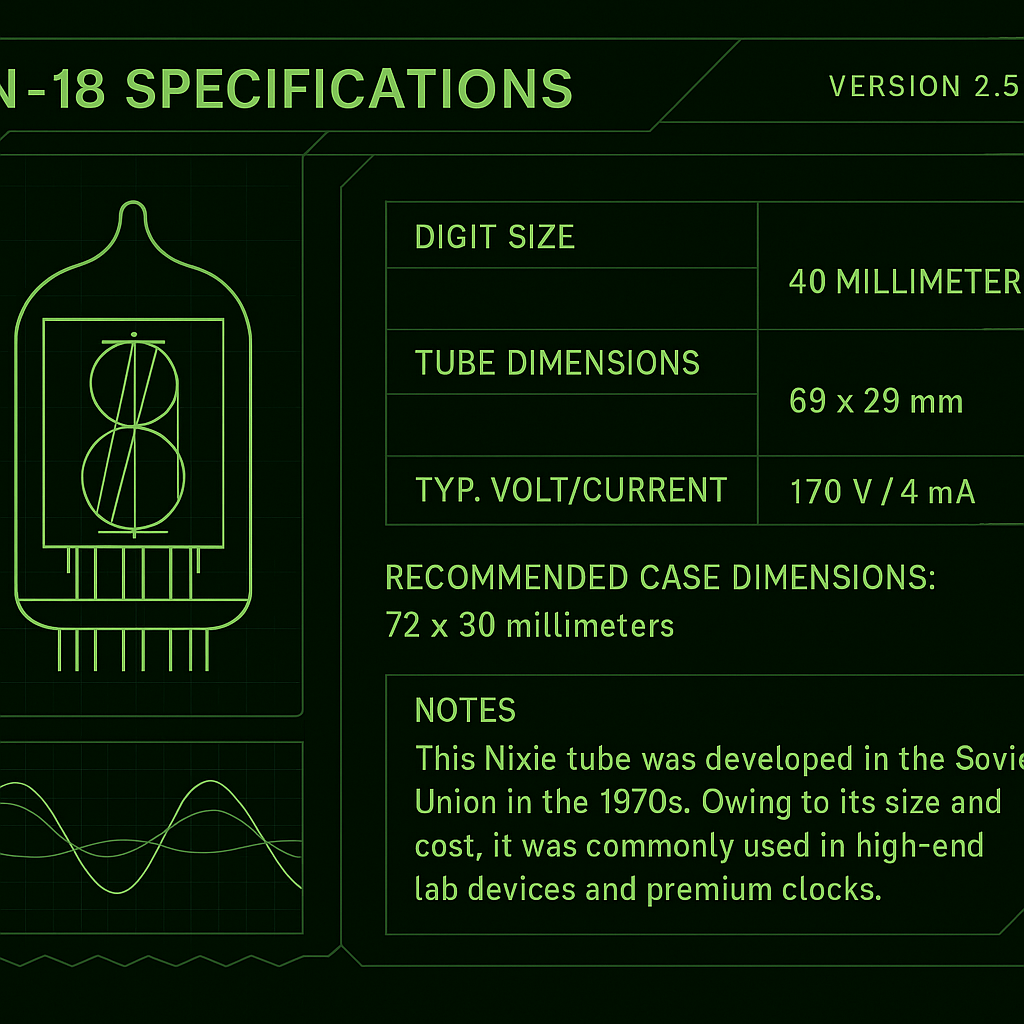 N-18 SPECIFICATIONS
VERSION 2.5
DIGIT SIZE
40 MILLIMETER
TUBE DIMENSIONS
69 x 29 mm
TYP. VOLT/CURRENT
170 V / 4 mA
RECOMMENDED CASE DIMENSIONS:
72 x 30 millimeters
NOTES
This Nixie tube was developed in the Sovie
Union in the 1970s. Owing to its size and
cost, it was commonly used in high-end
lab devices and premium clocks.